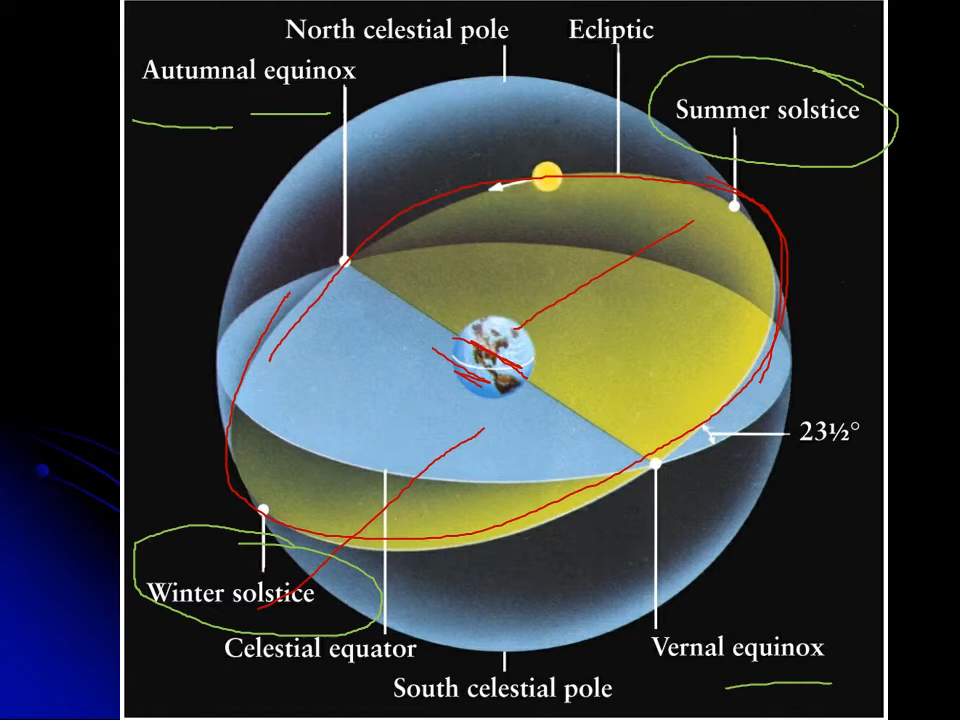 North celestial pole
Ecliptic
Autumnal equinox
Summer solstice
23½°
Winter solstice
Celestial equator
Vernal equinox
South celestial pole